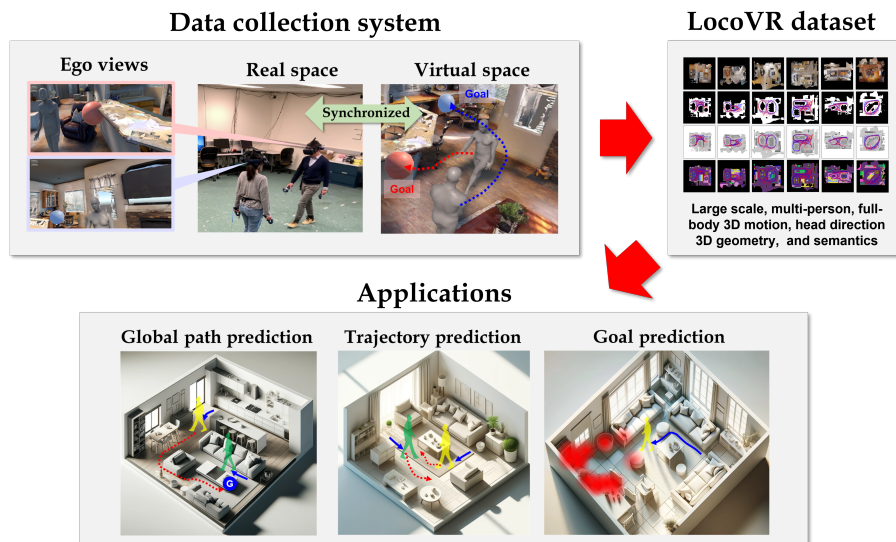 Data collection system
LocoVR dataset
Ego views
Real space
Virtual space
Synchronized
Goal
Goal
Large scale, multi-person, full-
body 3D motion, head direction
3D geometry, and semantics
Applications
Global path prediction
Trajectory prediction
Goal prediction
G